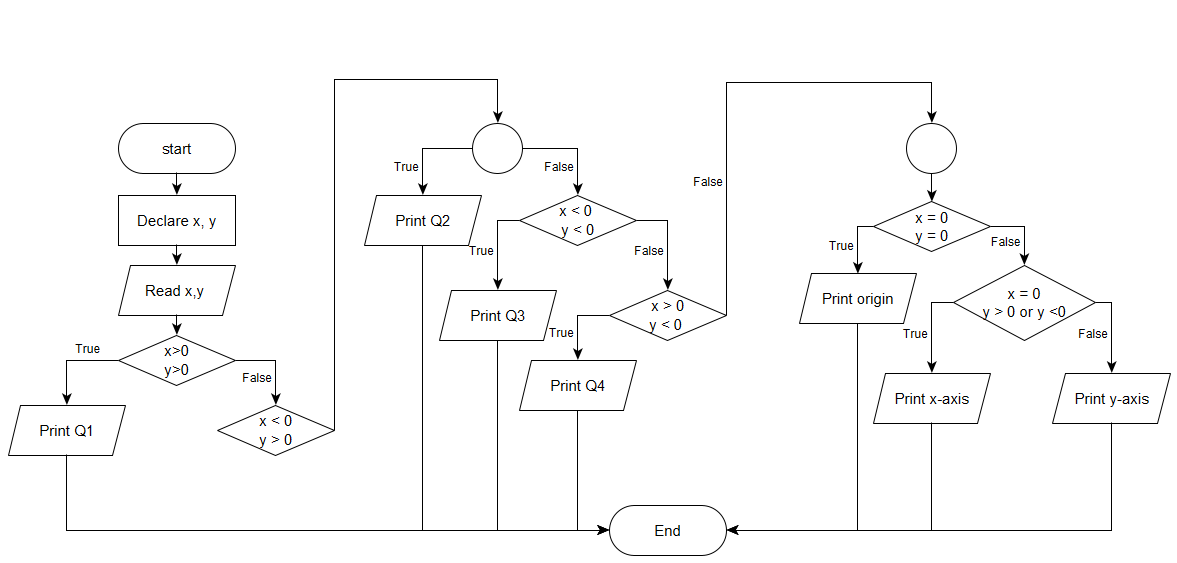 start
Declare x, y
Read x,y
x>0
y>0
True
False
Print Q1
x < 0
y > 0
True
False
Print Q2
x < 0
y < 0
True
False
Print Q3
x > 0
y < 0
True
False
Print Q4
x = 0
y = 0
True
False
Print origin
x = 0
y > 0 or y <0
True
False
Print x-axis
Print y-axis
End